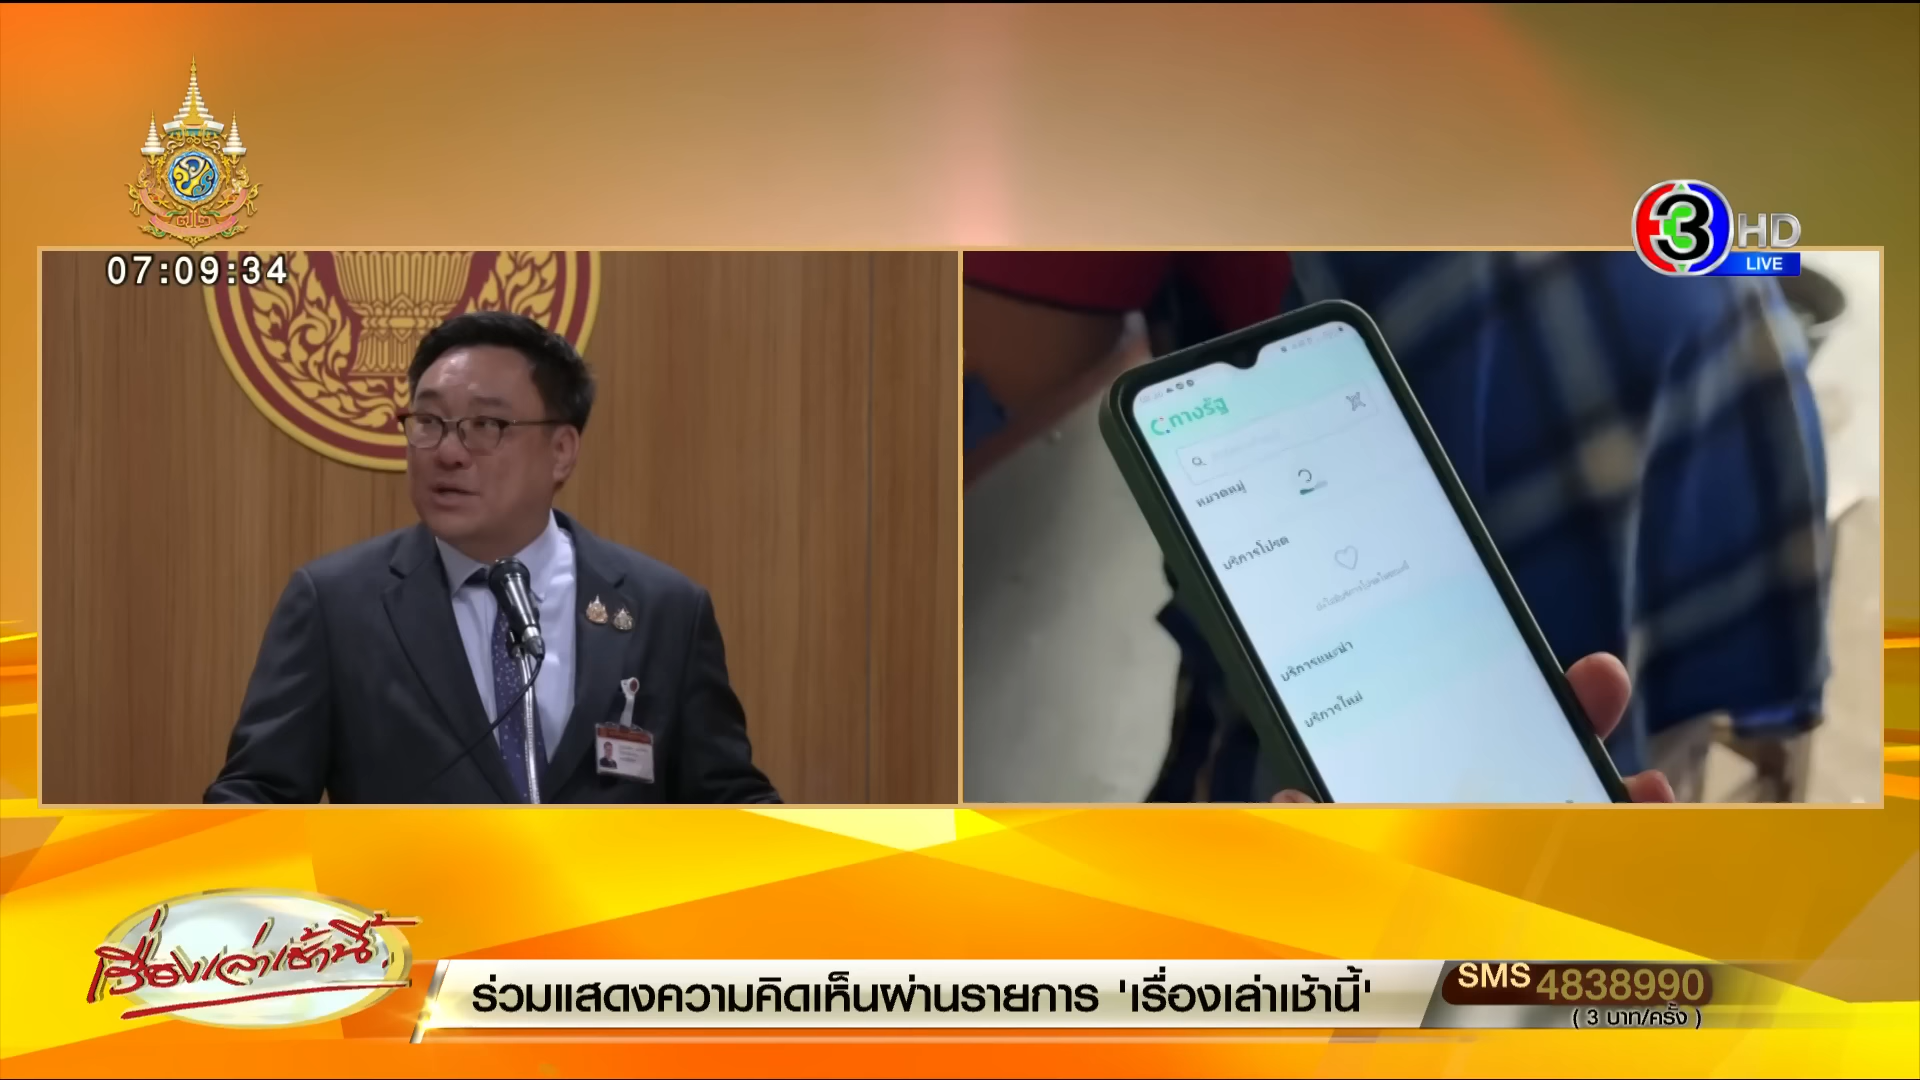 ๗๒
07:09:34
3 HD
LIVE
ทางรัฐ
หมวดหมู่
บริการโปรด
บริการแนะนำ
บริการใหม่
เรื่องเล่าเช้านี้
ร่วมแสดงความคิดเห็นผ่านรายการ 'เรื่องเล่าเช้านี้'
SMS 4838990
( 3 บาท/ครั้ง )